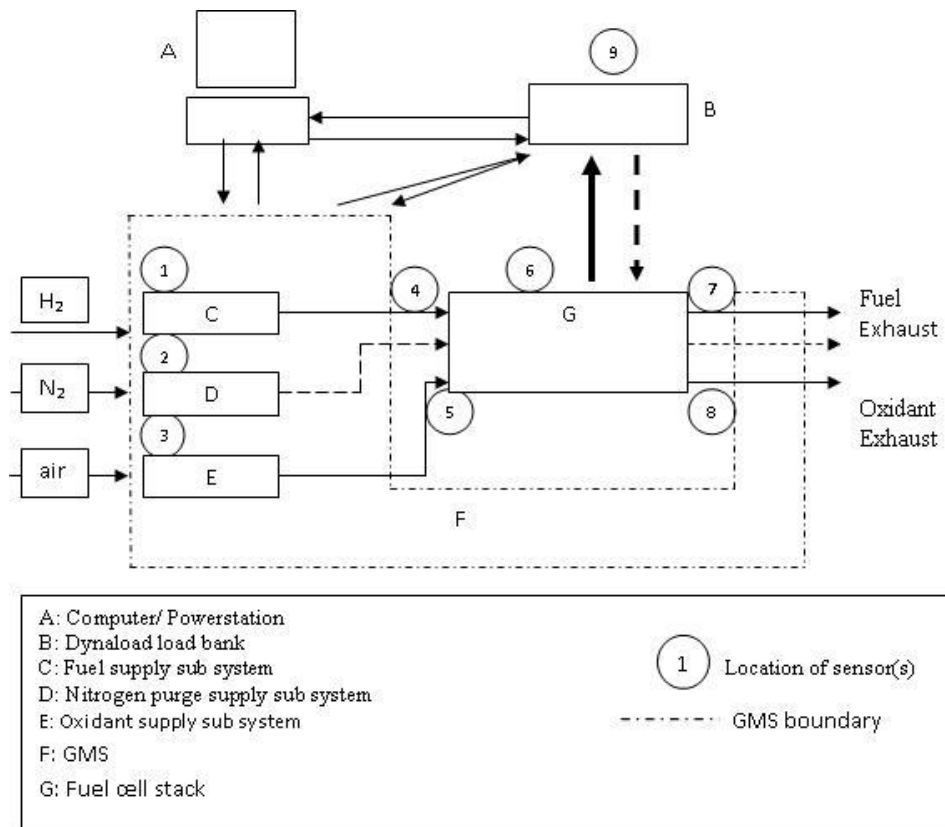 9
A
B
1
6
4
7
H₂
C
G
Fuel
Exhaust
2
N₂
D
3
5
8
Oxidant
Exhaust
air
E
F
A: Computer/ Powerstation
B: Dynaload load bank
C: Fuel supply sub system
D: Nitrogen purge supply sub system
E: Oxidant supply sub system
F: GMS
G: Fuel cell stack
1 Location of sensor(s)
GMS boundary